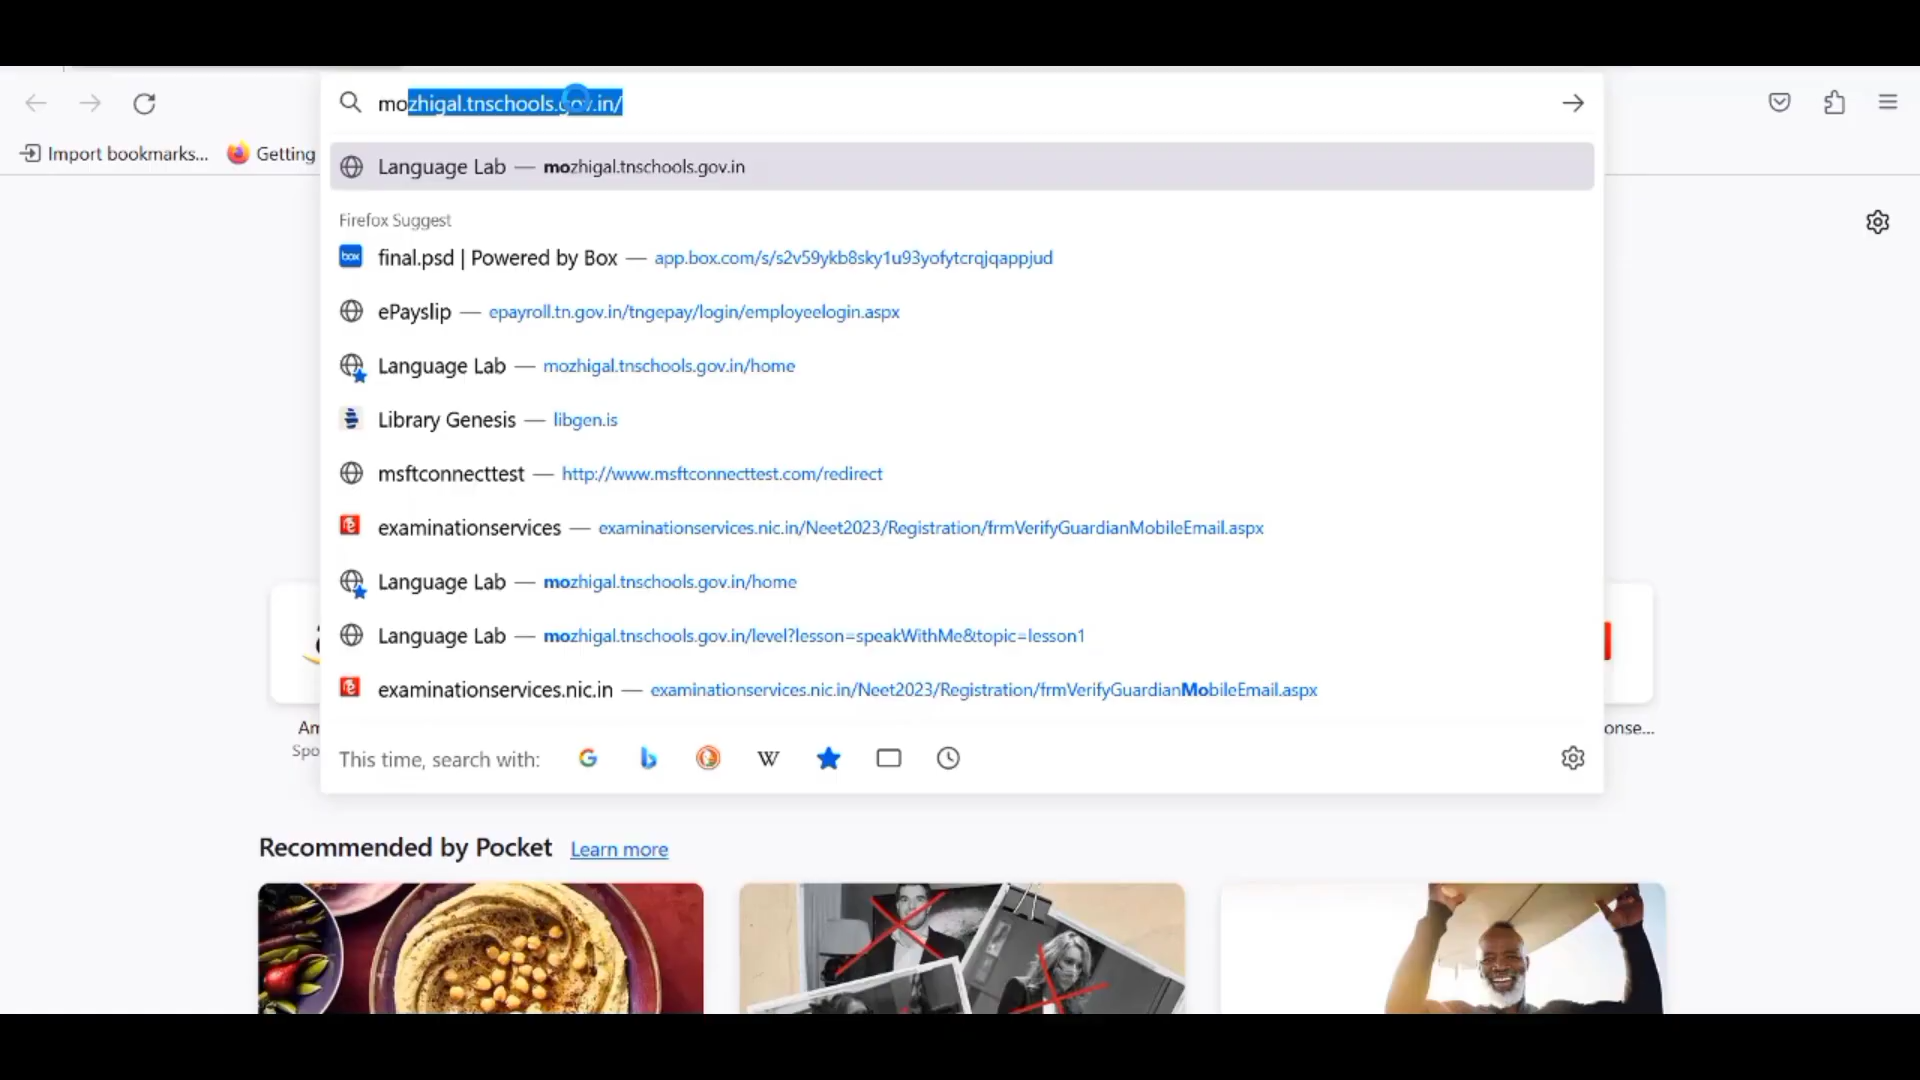 mozhigal.tnschools.gov.in/
Import bookmarks... Getting
Language Lab — mozhigal.tnschools.gov.in
Firefox Suggest
box final.psd | Powered by Box — app.box.com/s/s2v59ykb8sky1u93yofytcrqjqappjud
ePayslip — epayroll.tn.gov.in/tngepay/login/employeelogin.aspx
Language Lab — mozhigal.tnschools.gov.in/home
Library Genesis — libgen.is
msftconnecttest — http://www.msftconnecttest.com/redirect
examinationservices — examinationservices.nic.in/Neet2023/Registration/frmVerifyGuardianMobileEmail.aspx
Language Lab — mozhigal.tnschools.gov.in/home
Language Lab — mozhigal.tnschools.gov.in/level?lesson=speakWithMe&topic=lesson1
examinationservices.nic.in — examinationservices.nic.in/Neet2023/Registration/frmVerifyGuardianMobileEmail.aspx
Am onse...
Spo This time, search with:
Recommended by Pocket Learn more